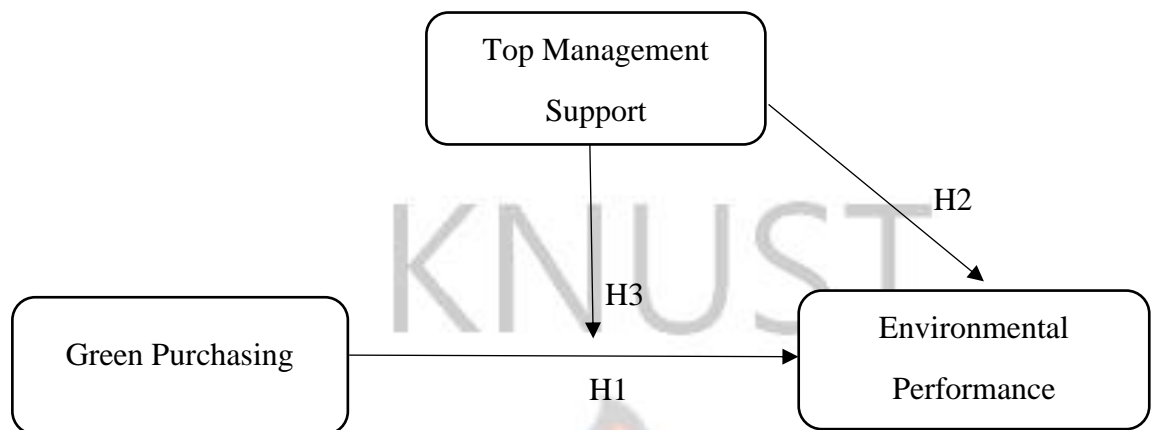 Top Management
Support
H2
KNUST
H3
Green Purchasing
Environmental
Performance
H1